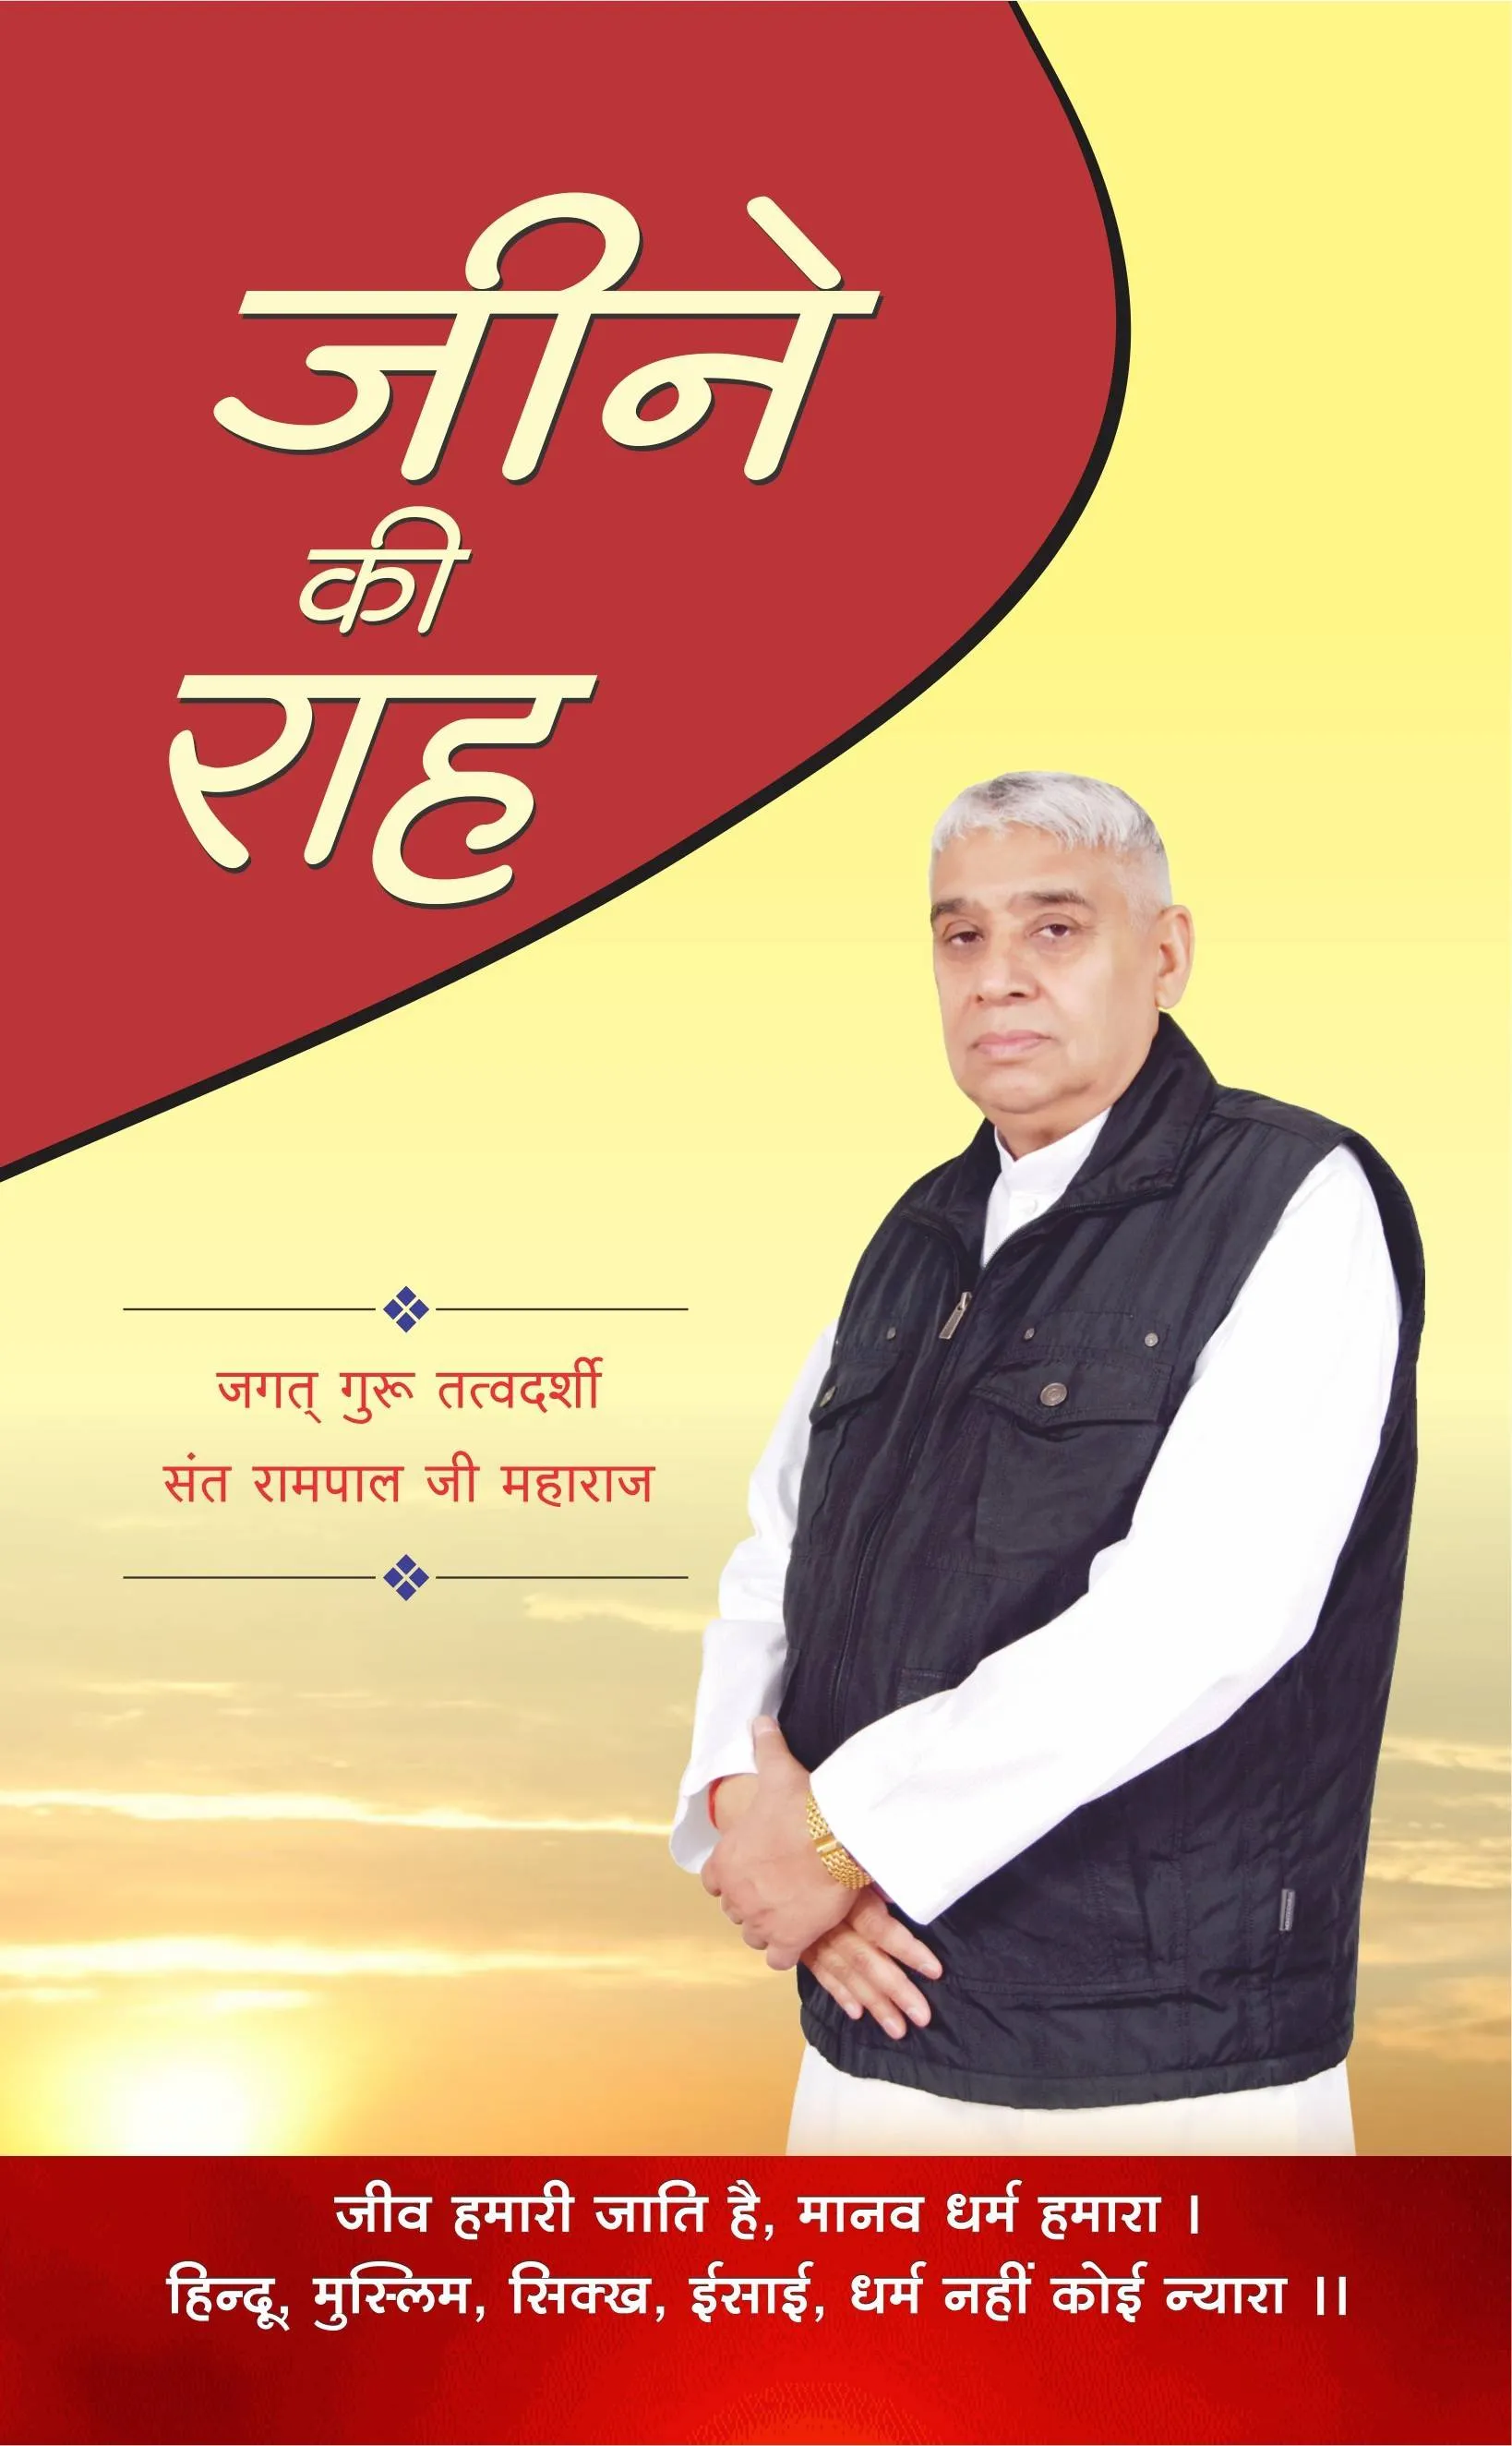 जीने
की
राह
जगत् गुरू तत्वदर्शी
संत रामपाल जी महाराज
जीव हमारी जाति है, मानव धर्म हमारा ।
हिन्दू, मुस्लिम, सिक्ख, ईसाई, धर्म नहीं कोई न्यारा ।।